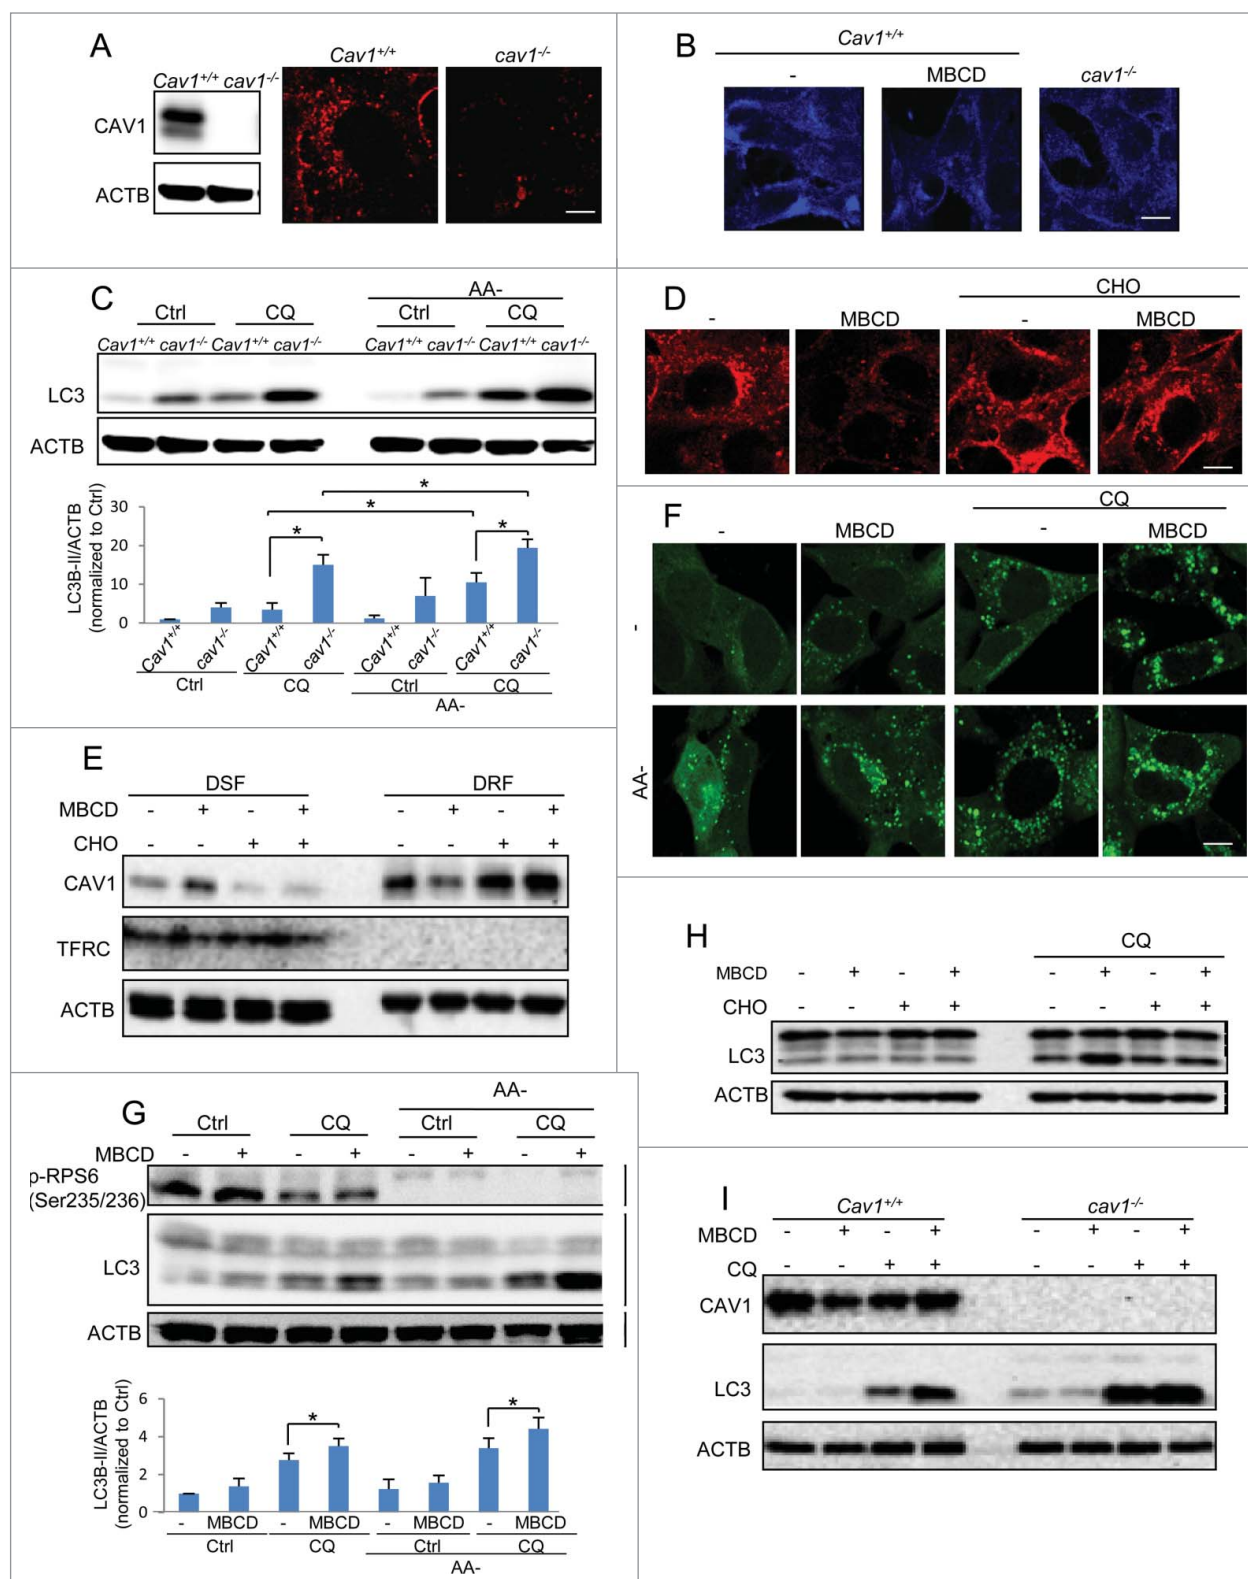 A
Cav1+/+ cav1-/-
CAV1
ACTB
Cav1+/+
cav1-/-
B
Cav1+/+
-
MBCD
cav1-/-
C
AA-
Ctrl
CQ
Ctrl
CQ
Cav1+/+ cav1-/- Cav1+/+ cav1-/-
Cav1+/+ cav1-/- Cav1+/+ cav1-/-
LC3
ACTB
LC3B-II/ACTB
(normalized to Ctrl)
30
20
10
0
*
*
*
*
Cav1+/+
cav1-/-
Cav1+/+
cav1-/-
Cav1+/+
cav1-/-
Cav1+/+
cav1-/-
Ctrl
CQ
Ctrl
CQ
AA-
D
CHO
-
MBCD
-
MBCD
E
DSF
DRF
MBCD - + - + - + - +
CHO - - + + - - + +
CAV1
TFRC
ACTB
F
CQ
-
MBCD
-
MBCD
-
AA-
G
AA-
Ctrl
CQ
Ctrl
CQ
MBCD - + - + - + - +
p-RPS6
(Ser235/236)
LC3
ACTB
LC3B-II/ACTB
(normalized to Ctrl)
6
4
2
0
*
*
- MBCD - MBCD - MBCD - MBCD
Ctrl
CQ
Ctrl
CQ
AA-
H
CQ
MBCD - + - + - + - +
CHO - - + + - - + +
LC3
ACTB
I
Cav1+/+
cav1-/-
MBCD - + - + - + - +
CQ - - + + - - + +
CAV1
LC3
ACTB